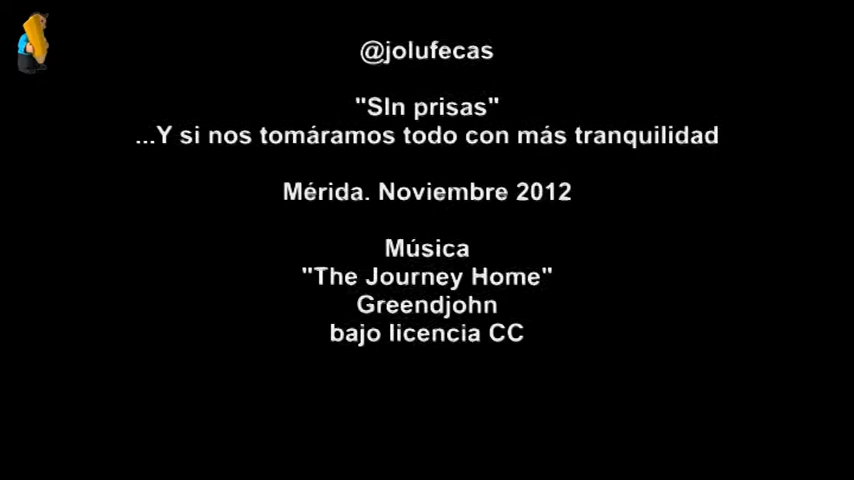 @jolufecas
"SIn prisas"
...Y si nos tomáramos todo con más tranquilidad
Mérida. Noviembre 2012
Música
"The Journey Home"
Greendjohn
bajo licencia CC